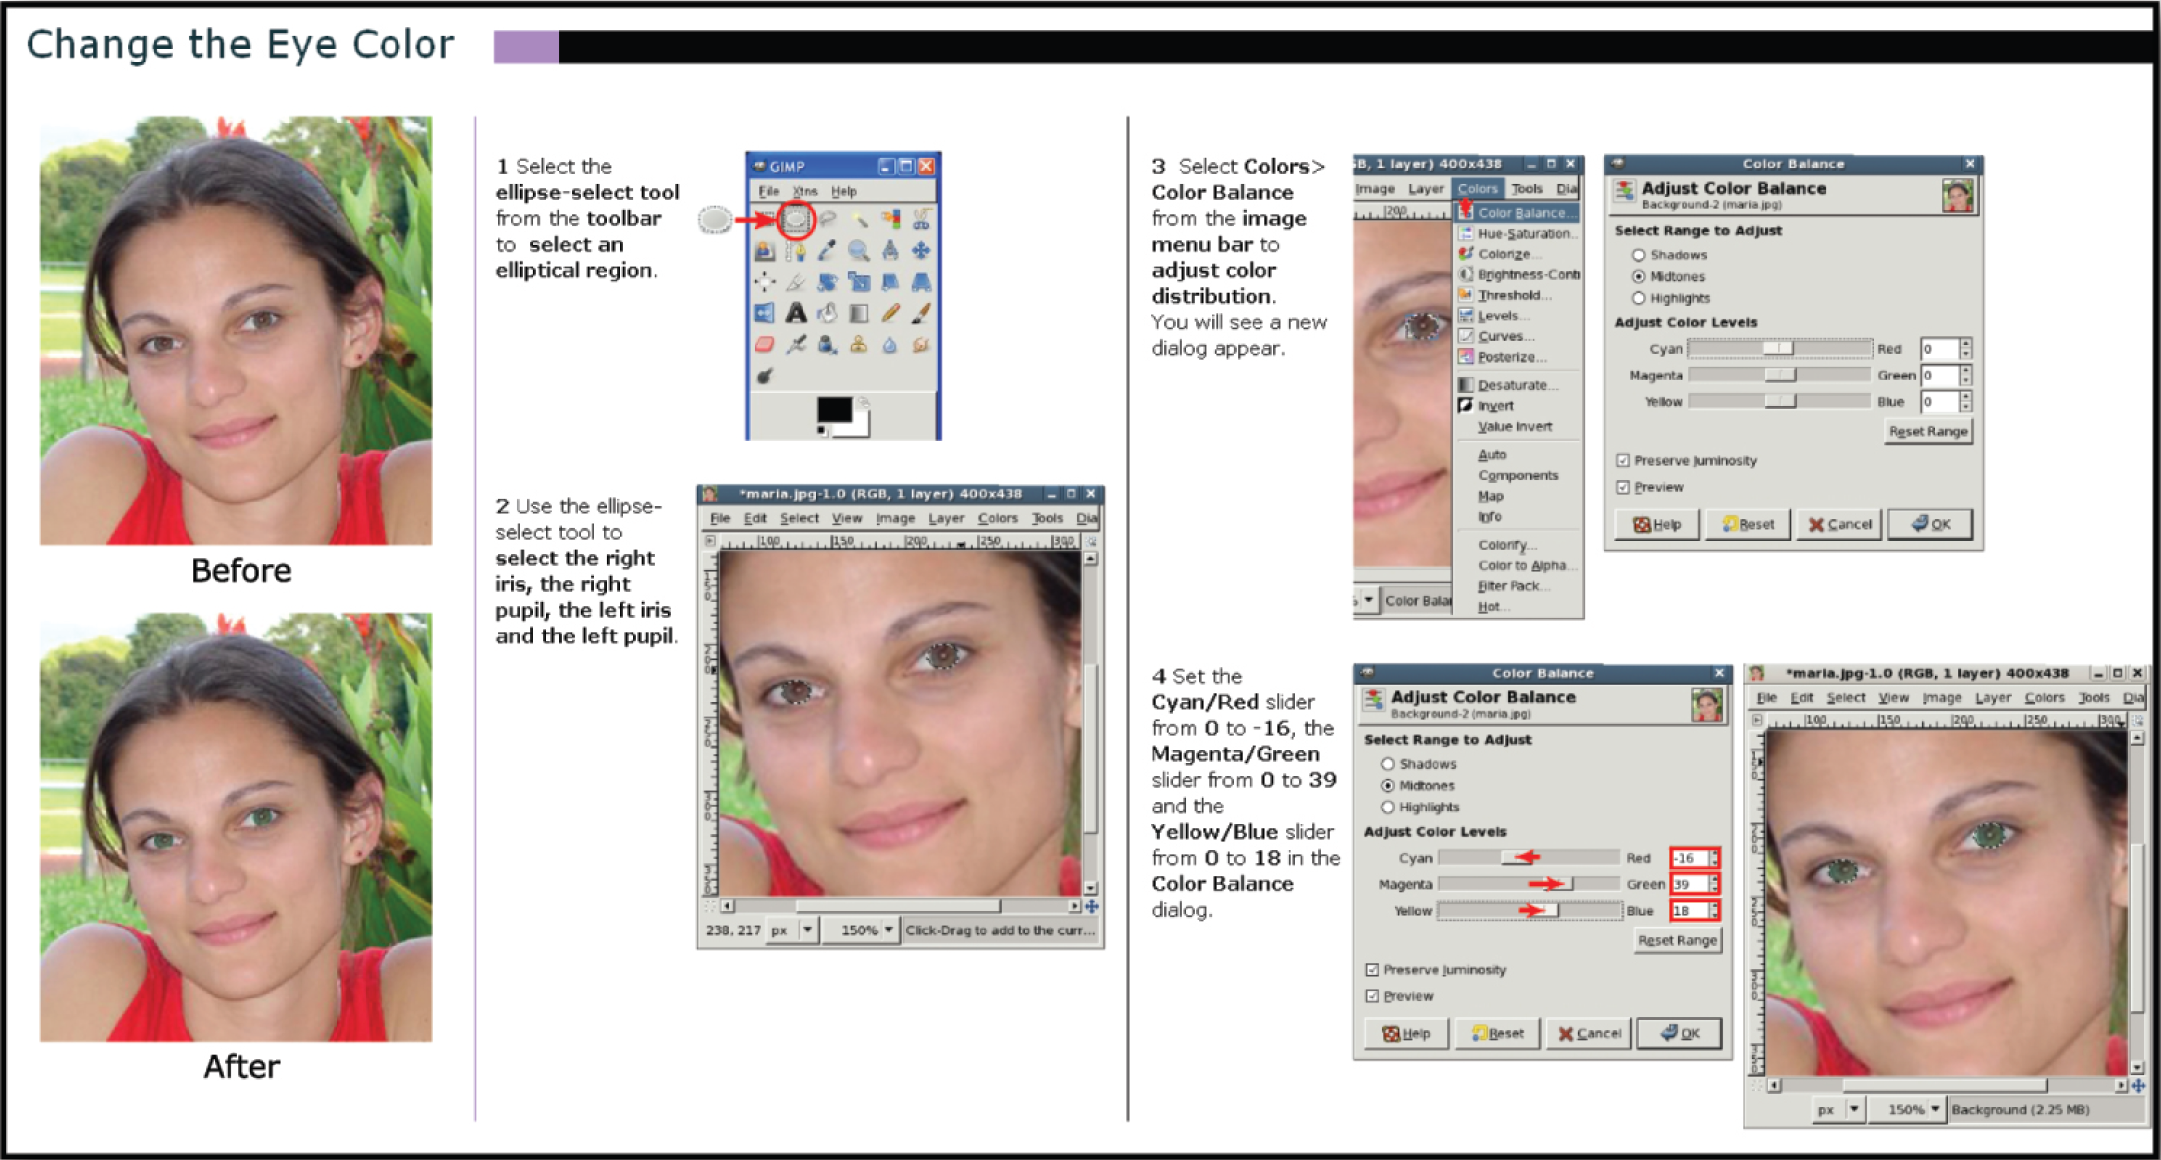 Change the Eye Color
Before
After
1 Select the
ellipse-select tool
from the toolbar
to select an
elliptical region.
GIMP
File Xtns Help
2 Use the ellipse-
select tool to
select the right
iris, the right
pupil, the left iris
and the left pupil.
*maria.jpg-1.0 (RGB, 1 layer) 400x438
File Edit Select View Image Layer Colors Tools Dia
100 150 200 250 300
238, 217 px 150% Click-Drag to add to the curr...
3 Select Colors>
Color Balance
from the image
menu bar to
adjust color
distribution.
You will see a new
dialog appear.
GB, 1 layer) 400x438
Image Layer Colors Tools Dia
200
Color Balance...
Hue-Saturation..
Colorize...
Brightness-Contr
Threshold...
Levels...
Curves...
Posterize...
Desaturate...
Invert
Value Invert
Auto
Components
Map
Info
Colorify...
Color to Alpha...
Filter Pack...
Hot...
% Color Balar
Color Balance
Adjust Color Balance
Background-2 (maria.jpg)
Select Range to Adjust
Shadows
Midtones
Highlights
Adjust Color Levels
Cyan Red 0
Magenta Green 0
Yellow Blue 0
Reset Range
Preserve luminosity
Preview
Help Reset Cancel OK
4 Set the
Cyan/Red slider
from 0 to -16, the
Magenta/Green
slider from 0 to 39
and the
Yellow/Blue slider
from 0 to 18 in the
Color Balance
dialog.
Color Balance
Adjust Color Balance
Background-2 (maria.jpg)
Select Range to Adjust
Shadows
Midtones
Highlights
Adjust Color Levels
Cyan Red -16
Magenta Green 39
Yellow Blue 18
Reset Range
Preserve luminosity
Preview
Help Reset Cancel OK
*maria.jpg-1.0 (RGB, 1 layer) 400x438
File Edit Select View Image Layer Colors Tools Dia
100 150 200 250 300
px 150% Background (2.25 MB)